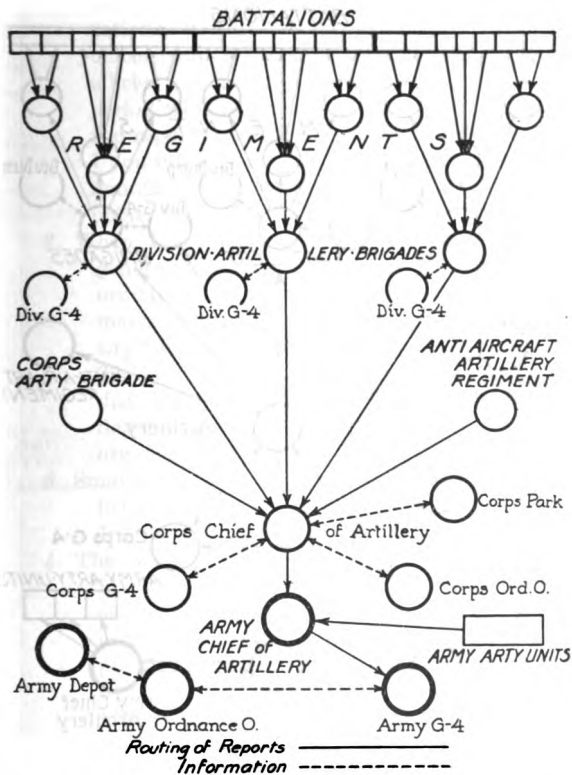 BATTALIONS
REGIMENTS
DIVISION·ARTILLERY·BRIGADES
Div. G-4
Div. G-4
Div. G-4
CORPS
ARTY BRIGADE
ANTI AIRCRAFT
ARTILLERY
REGIMENT
Corps Park
Corps Chief of Artillery
Corps G-4
Corps Ord. O.
ARMY
CHIEF of
ARTILLERY
ARMY ARTY UNITS
Army Depot
Army Ordnance O.
Army G-4
Routing of Reports
Information